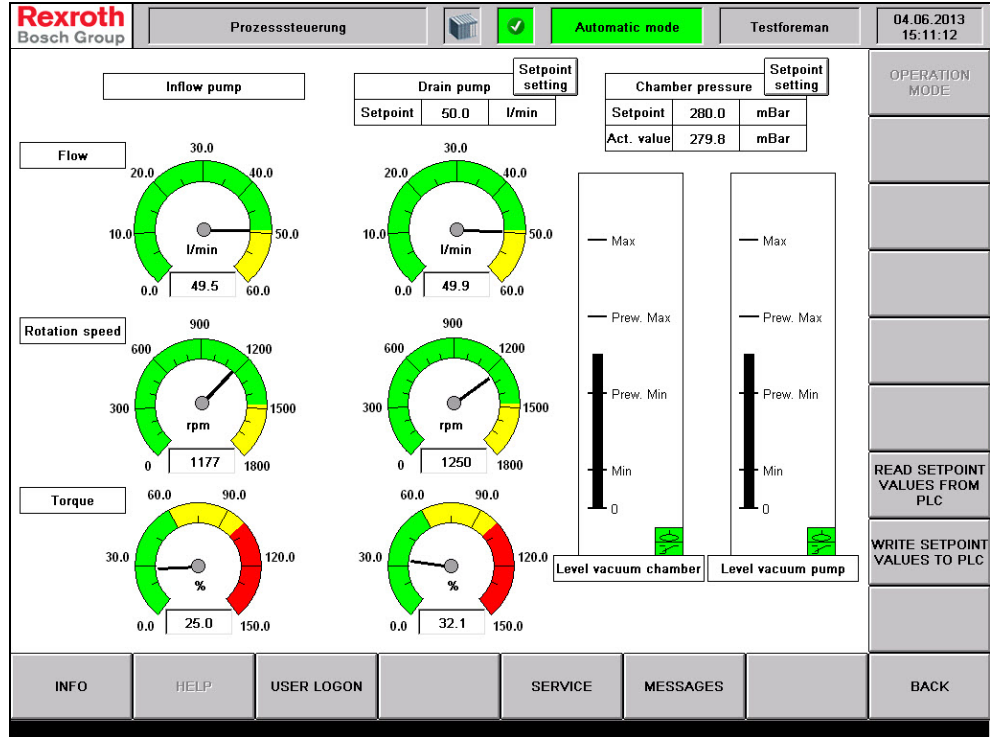 Rexroth
Bosch Group
Prozesssteuerung
Automatic mode
Testforeman
04.06.2013
15:11:12
Inflow pump
Drain pump
Setpoint
setting
Setpoint 50.0 l/min
Chamber pressure
Setpoint
setting
Setpoint 280.0 mBar
Act. value 279.8 mBar
OPERATION
MODE
Flow
0.0 10.0 20.0 30.0 40.0 50.0 60.0
l/min
49.5
0.0 10.0 20.0 30.0 40.0 50.0 60.0
l/min
49.9
Rotation speed
0 300 600 900 1200 1500 1800
rpm
1177
0 300 600 900 1200 1500 1800
rpm
1250
Torque
0.0 30.0 60.0 90.0 120.0 150.0
%
25.0
0.0 30.0 60.0 90.0 120.0 150.0
%
32.1
Max
Prew. Max
Prew. Min
Min
0
Level vacuum chamber
Max
Prew. Max
Prew. Min
Min
0
Level vacuum pump
READ SETPOINT
VALUES FROM
PLC
WRITE SETPOINT
VALUES TO PLC
INFO
HELP
USER LOGON
SERVICE
MESSAGES
BACK